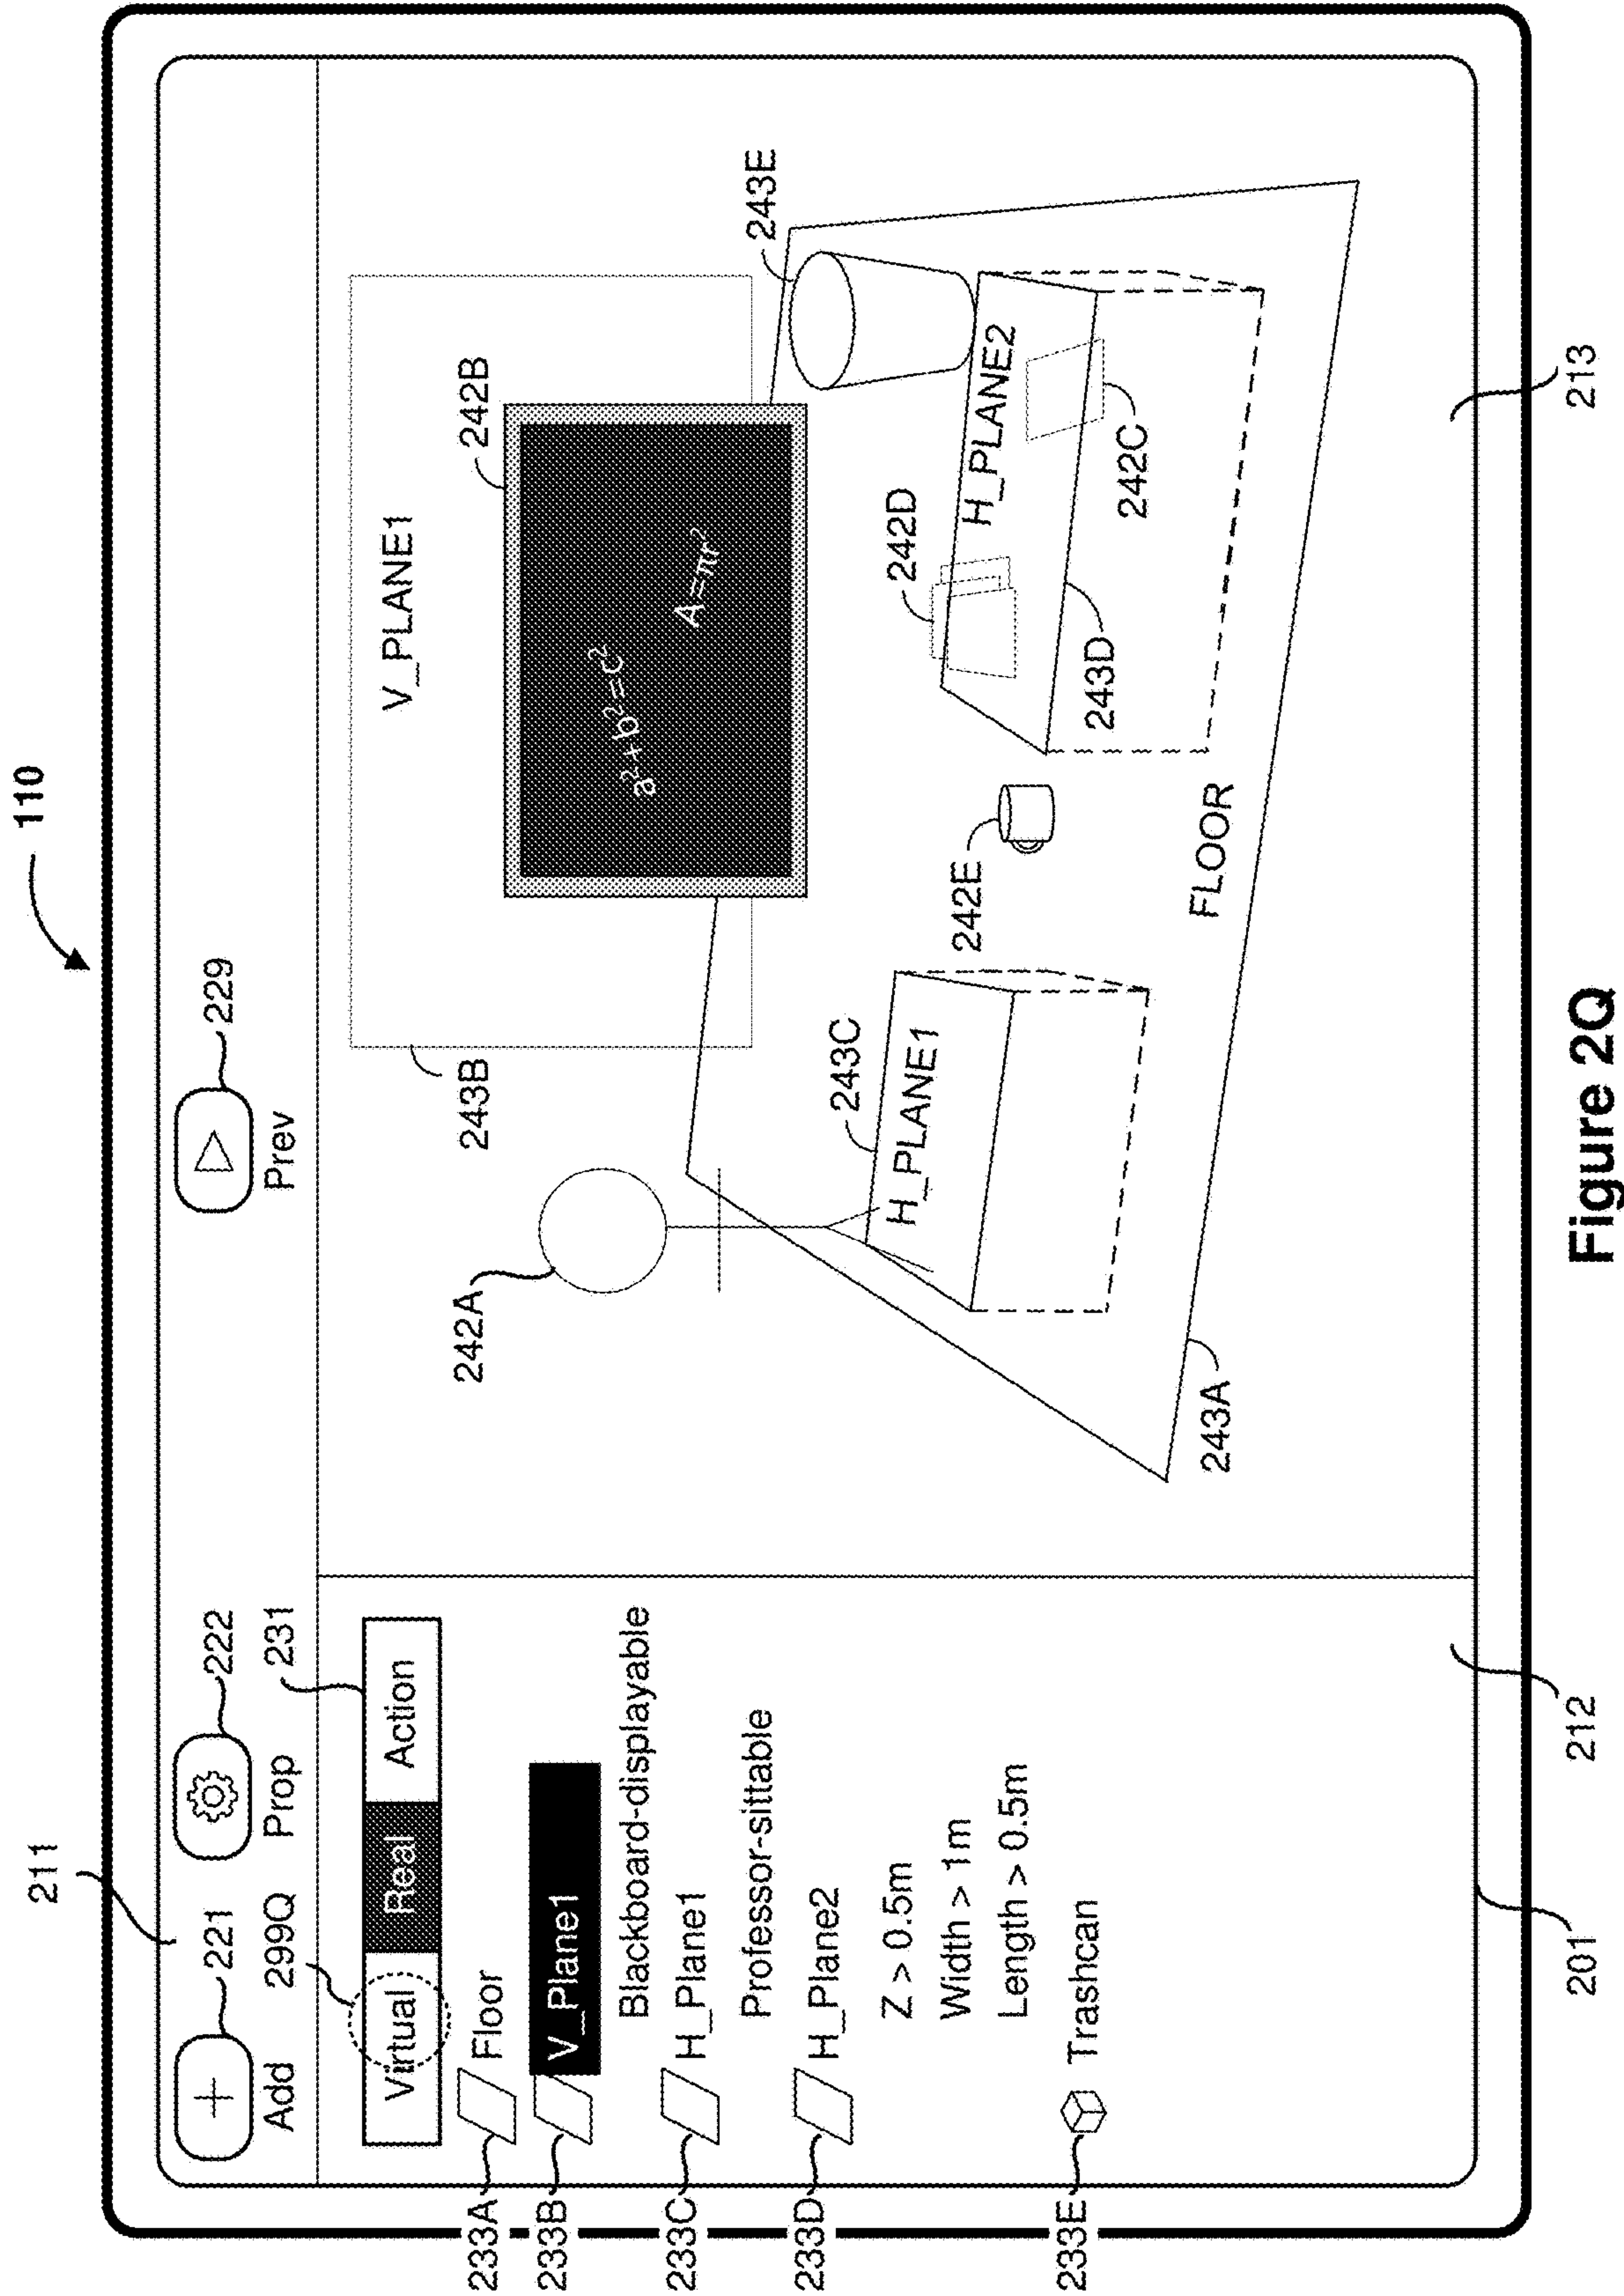 110
211
221
Add
222
Prop
229
Prev
299Q
231
Virtual
Real
Action
233A
Floor
233B
V_Plane1
Blackboard-displayable
233C
H_Plane1
Professor-sittable
233D
H_Plane2
Z > 0.5m
Width > 1m
Length > 0.5m
233E
Trashcan
V_PLANE1
243B
242B
a²+b²=c²
A=πr²
242A
243E
243C
H_PLANE1
242D
H_PLANE2
242E
242C
243D
FLOOR
243A
201
212
213
Figure 2Q